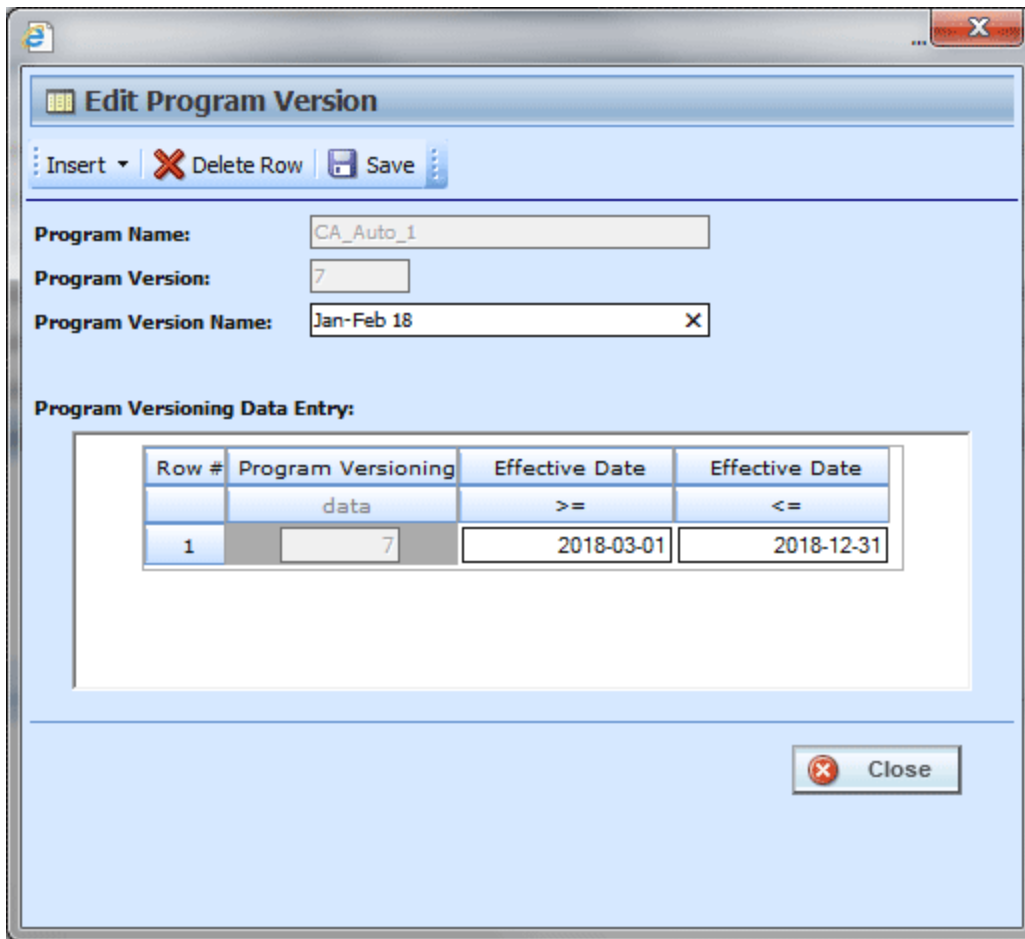 ...
Edit Program Version
Insert Delete Row Save
Program Name: CA_Auto_1
Program Version: 7
Program Version Name: Jan-Feb 18
Program Versioning Data Entry:
Row # Program Versioning Effective Date Effective Date
data >= <=
1 7 2018-03-01 2018-12-31
Close